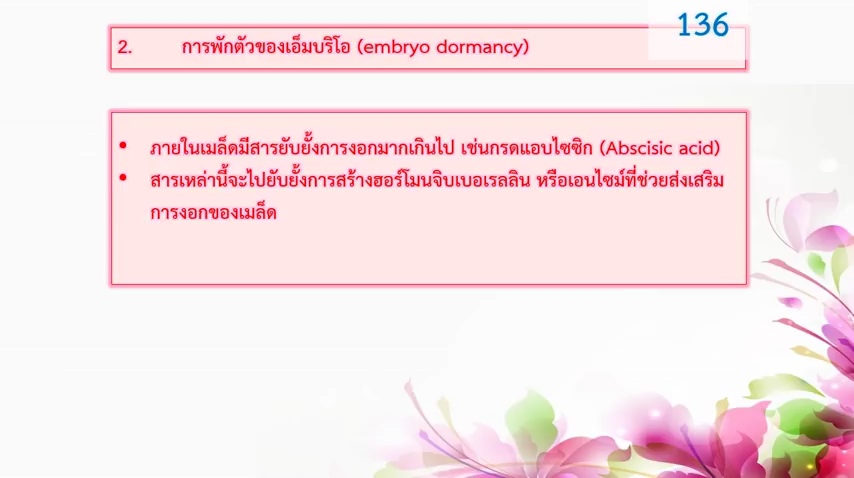 136
2. การพักตัวของเอ็มบริโอ (embryo dormancy)
• ภายในเมล็ดมีสารยับยั้งการงอกมากเกินไป เช่นกรดแอบไซซิก (Abscisic acid)
• สารเหล่านี้จะไปยับยั้งการสร้างฮอร์โมนจิบเบอเรลลิน หรือเอนไซม์ที่ช่วยส่งเสริม
การงอกของเมล็ด